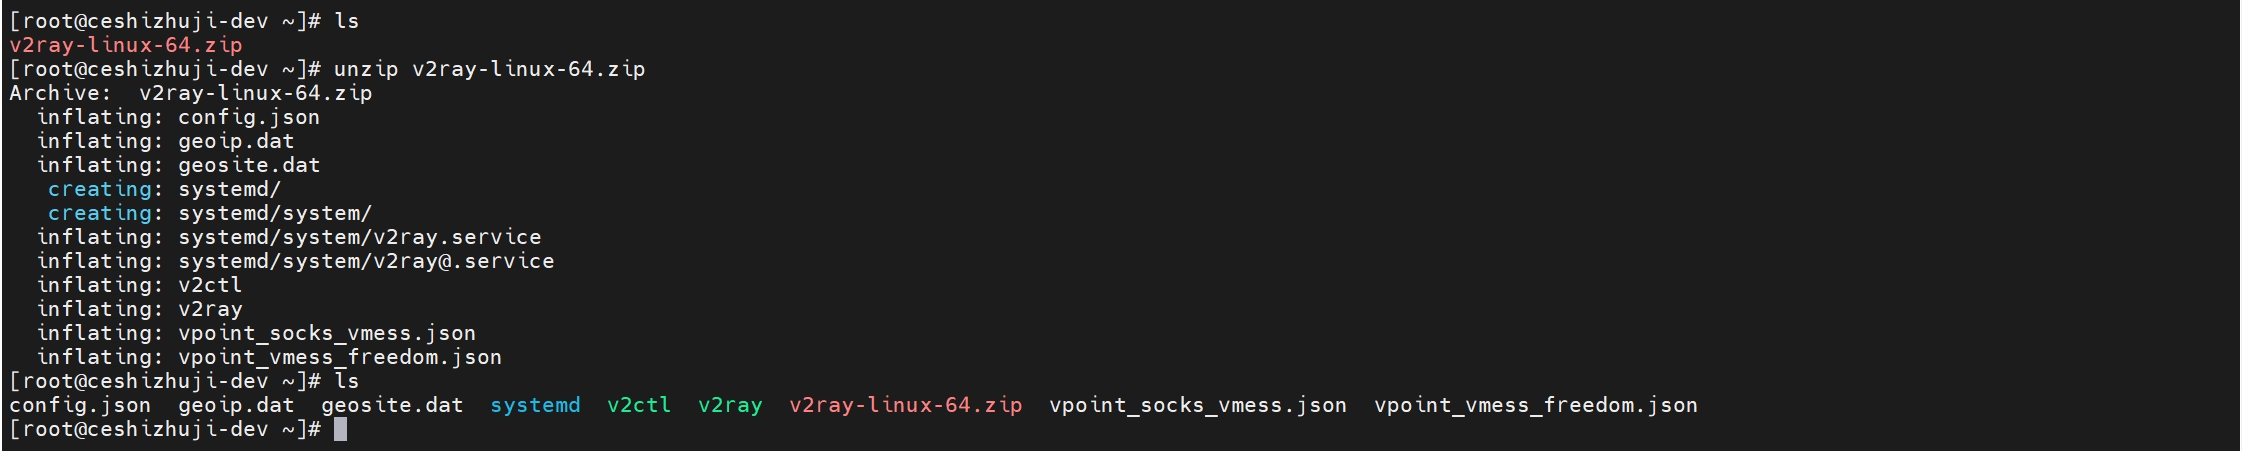 [root@ceshizhuji-dev ~]# ls
v2ray-linux-64.zip
[root@ceshizhuji-dev ~]# unzip v2ray-linux-64.zip
Archive:  v2ray-linux-64.zip
  inflating: config.json
  inflating: geoip.dat
  inflating: geosite.dat
   creating: systemd/
   creating: systemd/system/
  inflating: systemd/system/v2ray.service
  inflating: systemd/system/v2ray@.service
  inflating: v2ctl
  inflating: v2ray
  inflating: vpoint_socks_vmess.json
  inflating: vpoint_vmess_freedom.json
[root@ceshizhuji-dev ~]# ls
config.json  geoip.dat  geosite.dat  systemd  v2ctl  v2ray  v2ray-linux-64.zip  vpoint_socks_vmess.json  vpoint_vmess_freedom.json
[root@ceshizhuji-dev ~]#